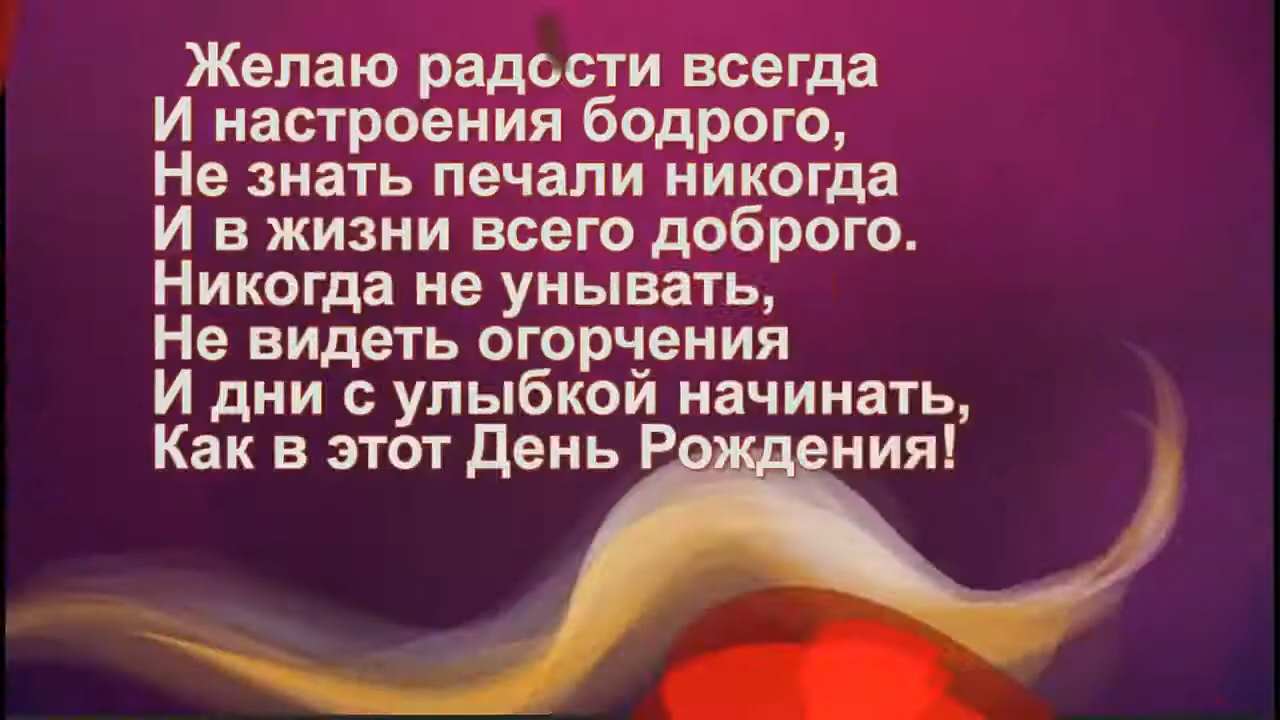 Желаю радости всегда
И настроения бодрого,
Не знать печали никогда
И в жизни всего доброго.
Никогда не унывать,
Не видеть огорчения
И дни с улыбкой начинать,
Как в этот День Рождения!